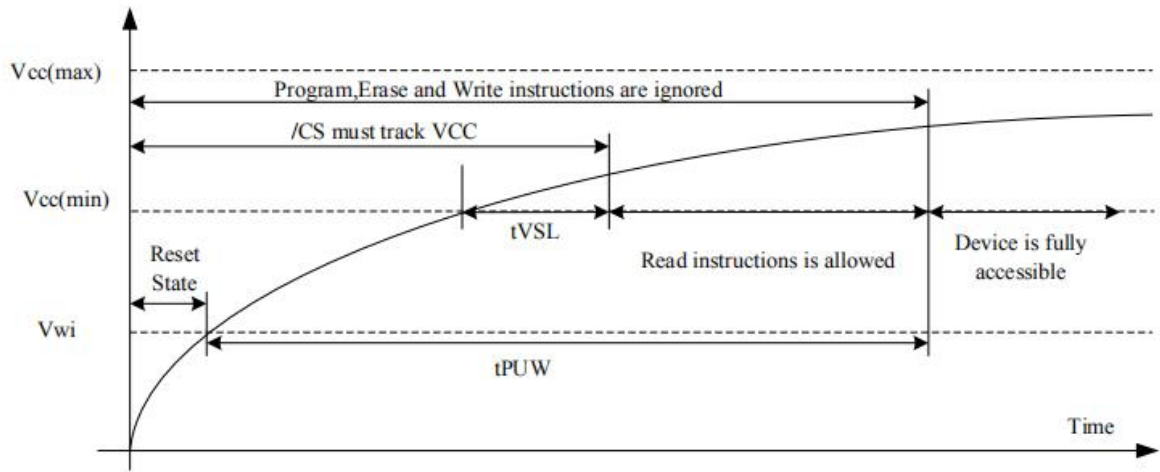 Vcc(max)
Program,Erase and Write instructions are ignored
/CS must track VCC
Vcc(min)
tVSL
Read instructions is allowed
Device is fully
accessible
Reset
State
Vwi
tPUW
Time